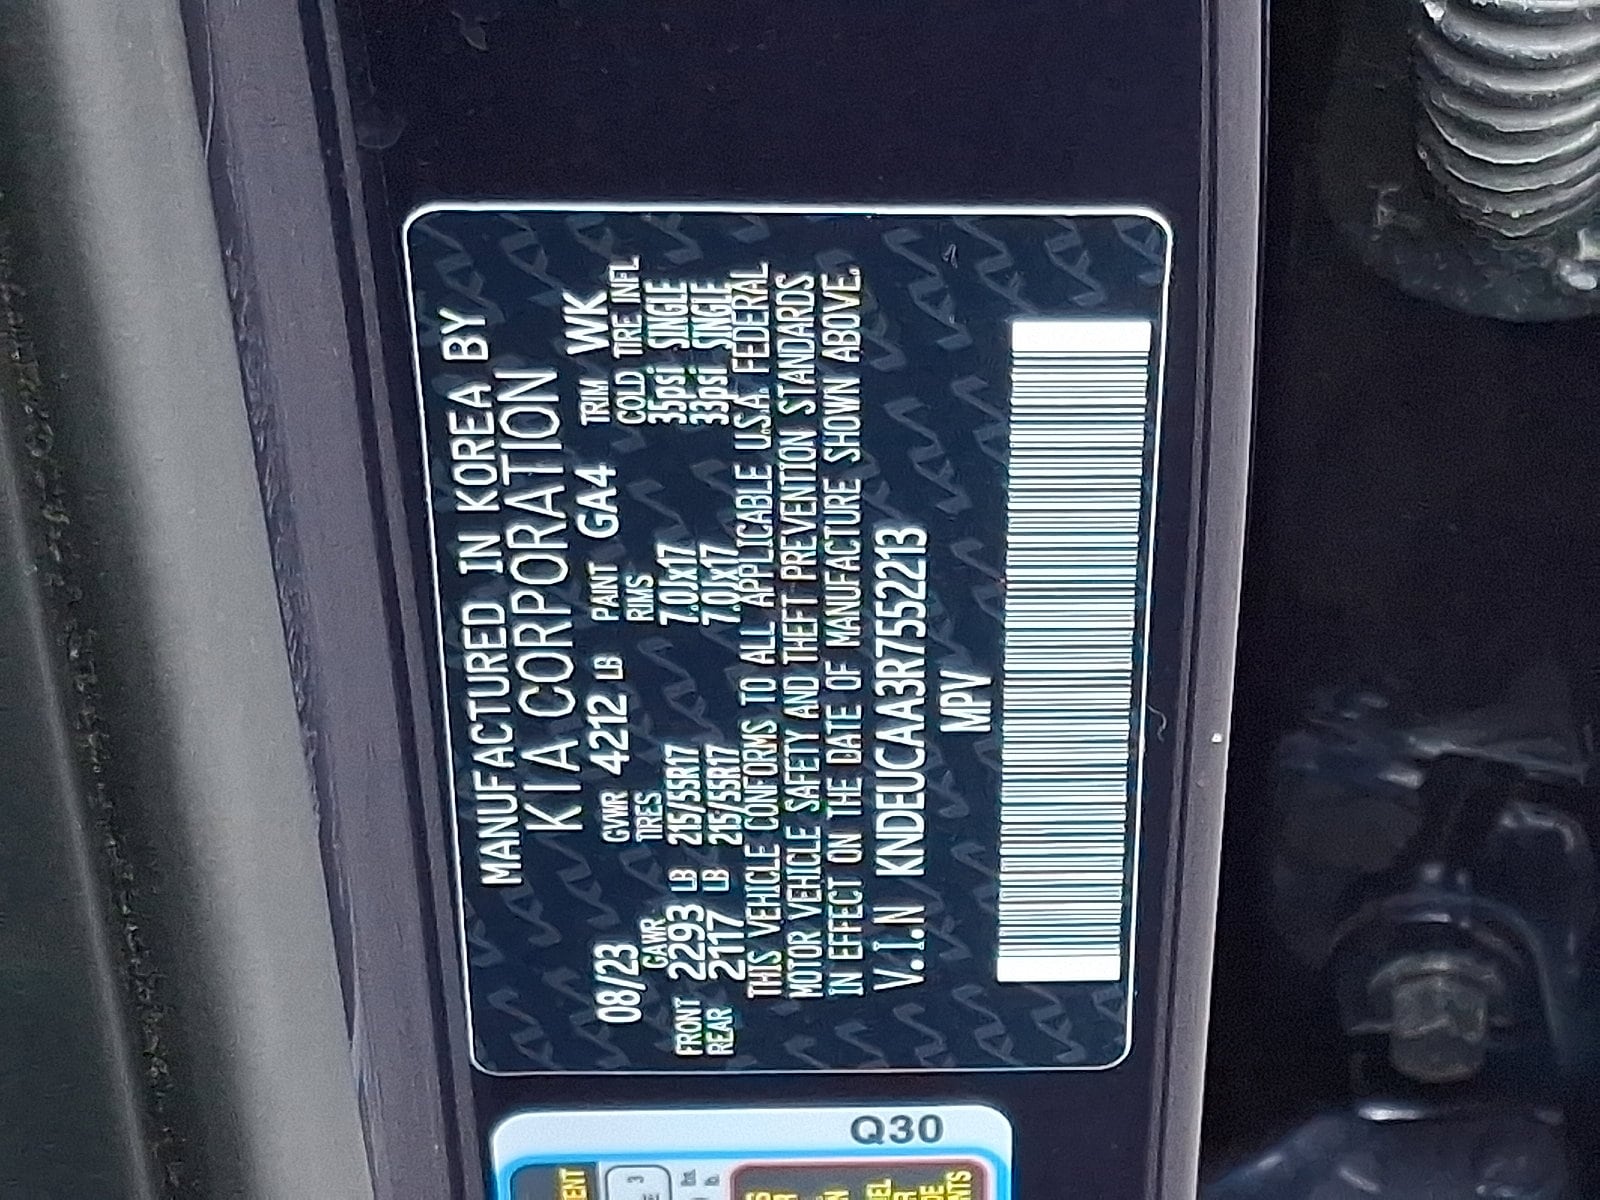 MANUFACTURED IN KOREA BY
KIA CORPORATION
08/23 GVWR 4212 LB PAINT GA4 TRIM WK
GAWR TIRES RIMS COLD TIRE INFL
FRONT 2293 LB 215/55R17 7.0Jx17 35psi SINGLE
REAR 2117 LB 215/55R17 7.0Jx17 33psi SINGLE
THIS VEHICLE CONFORMS TO ALL APPLICABLE U.S.A. FEDERAL
MOTOR VEHICLE SAFETY AND THEFT PREVENTION STANDARDS
IN EFFECT ON THE DATE OF MANUFACTURE SHOWN ABOVE.
V.I.N KNDEUCAA3R7552213
MPV
Q30